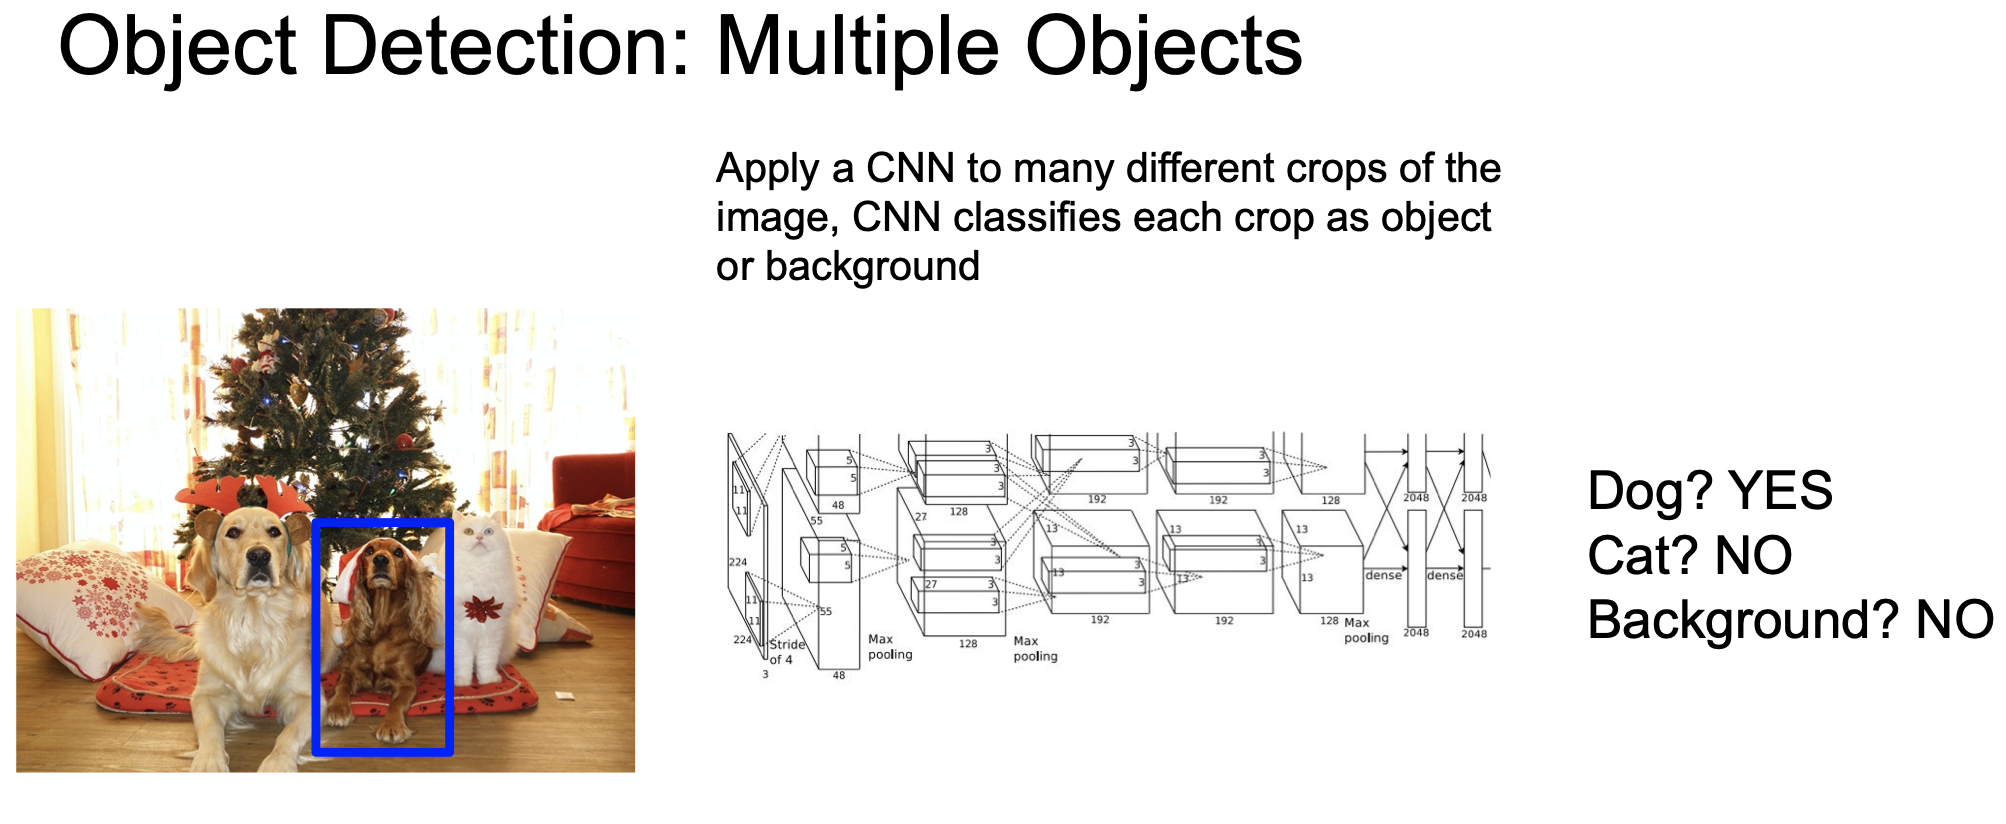 Object Detection: Multiple Objects
Apply a CNN to many different crops of the
image, CNN classifies each crop as object
or background
Dog? YES
Cat? NO
Background? NO
11
11
224
11
11
224
3
Stride
of 4
5
5
48
55
5
5
55
48
Max
pooling
3
3
3
128
27
3
3
27
3
3
128
Max
pooling
3
3
192
13
13
3
192
3
3
192
13
3
3
13
192
128
13
13
128
Max
pooling
dense
dense
2048
2048
2048
2048